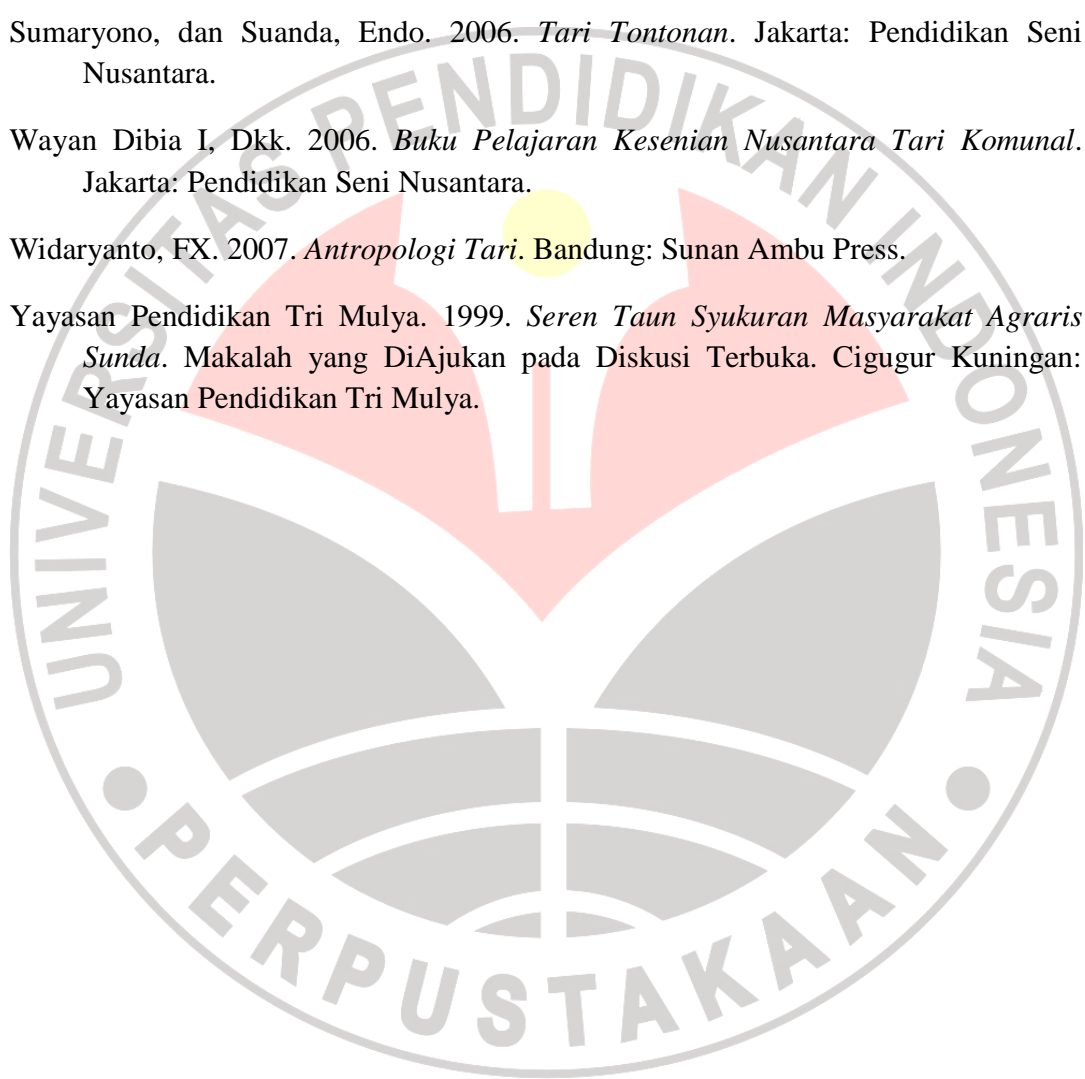 Sumaryono, dan Suanda, Endo. 2006. Tari Tontonan. Jakarta: Pendidikan Seni
Nusantara.
Wayan Dibia I, Dkk. 2006. Buku Pelajaran Kesenian Nusantara Tari Komunal.
Jakarta: Pendidikan Seni Nusantara.
Widaryanto, FX. 2007. Antropologi Tari. Bandung: Sunan Ambu Press.
Yayasan Pendidikan Tri Mulya. 1999. Seren Taun Syukuran Masyarakat Agraris
Sunda. Makalah yang DiAjukan pada Diskusi Terbuka. Cigugur Kuningan:
Yayasan Pendidikan Tri Mulya.
UNIVERSITAS PENDIDIKAN INDONESIA
PERPUSTAKAAN